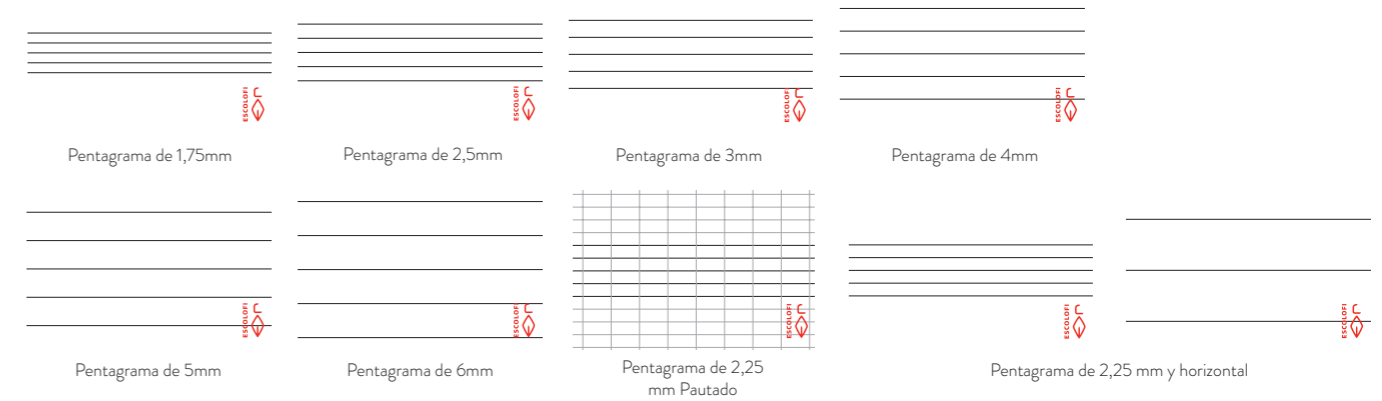 ESCOLOFI
ESCOLOFI
ESCOLOFI
ESCOLOFI
Pentagrama de 1,75mm
Pentagrama de 2,5mm
Pentagrama de 3mm
Pentagrama de 4mm
ESCOLOFI
ESCOLOFI
ESCOLOFI
ESCOLOFI
ESCOLOFI
Pentagrama de 5mm
Pentagrama de 6mm
Pentagrama de 2,25
mm Pautado
Pentagrama de 2,25 mm y horizontal